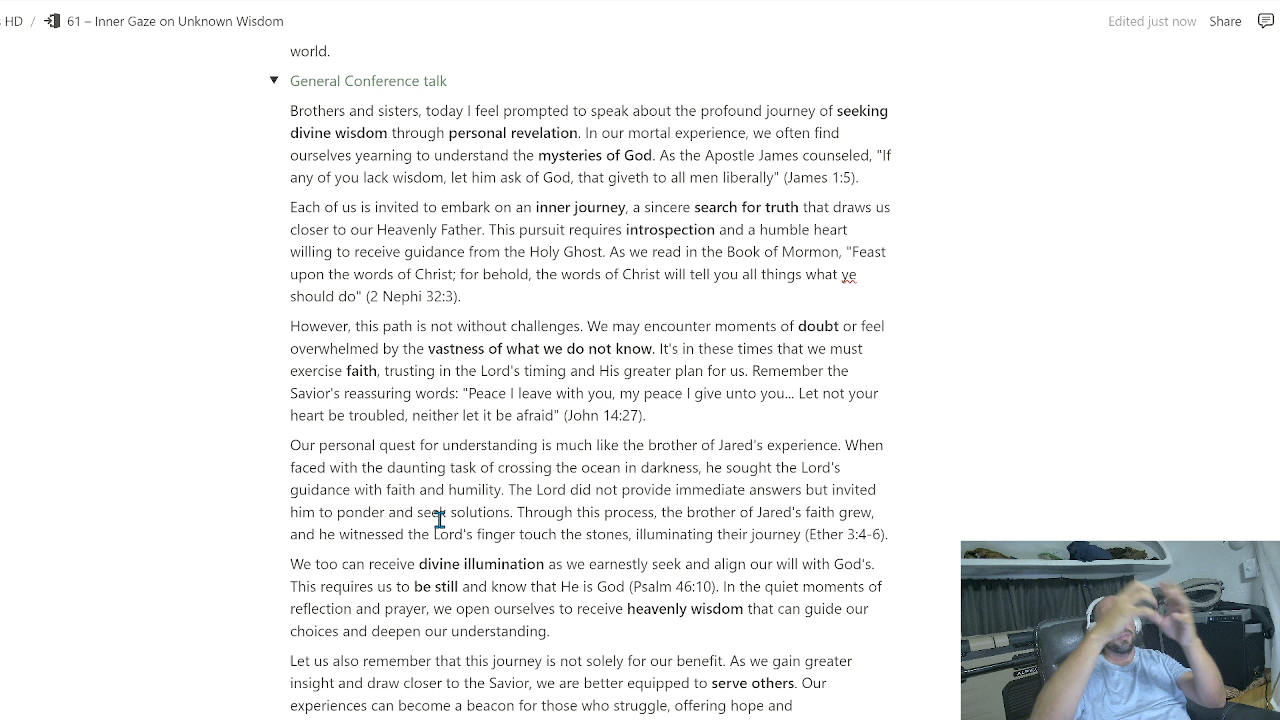 HD / 61 – Inner Gaze on Unknown Wisdom
Edited just now Share
world.
General Conference talk
Brothers and sisters, today I feel prompted to speak about the profound journey of seeking
divine wisdom through personal revelation. In our mortal experience, we often find
ourselves yearning to understand the mysteries of God. As the Apostle James counseled, "If
any of you lack wisdom, let him ask of God, that giveth to all men liberally" (James 1:5).
Each of us is invited to embark on an inner journey, a sincere search for truth that draws us
closer to our Heavenly Father. This pursuit requires introspection and a humble heart
willing to receive guidance from the Holy Ghost. As we read in the Book of Mormon, "Feast
upon the words of Christ; for behold, the words of Christ will tell you all things what ye
should do" (2 Nephi 32:3).
However, this path is not without challenges. We may encounter moments of doubt or feel
overwhelmed by the vastness of what we do not know. It's in these times that we must
exercise faith, trusting in the Lord's timing and His greater plan for us. Remember the
Savior's reassuring words: "Peace I leave with you, my peace I give unto you... Let not your
heart be troubled, neither let it be afraid" (John 14:27).
Our personal quest for understanding is much like the brother of Jared's experience. When
faced with the daunting task of crossing the ocean in darkness, he sought the Lord's
guidance with faith and humility. The Lord did not provide immediate answers but invited
him to ponder and seek solutions. Through this process, the brother of Jared's faith grew,
and he witnessed the Lord's finger touch the stones, illuminating their journey (Ether 3:4-6).
We too can receive divine illumination as we earnestly seek and align our will with God's.
This requires us to be still and know that He is God (Psalm 46:10). In the quiet moments of
reflection and prayer, we open ourselves to receive heavenly wisdom that can guide our
choices and deepen our understanding.
Let us also remember that this journey is not solely for our benefit. As we gain greater
insight and draw closer to the Savior, we are better equipped to serve others. Our
experiences can become a beacon for those who struggle, offering hope and